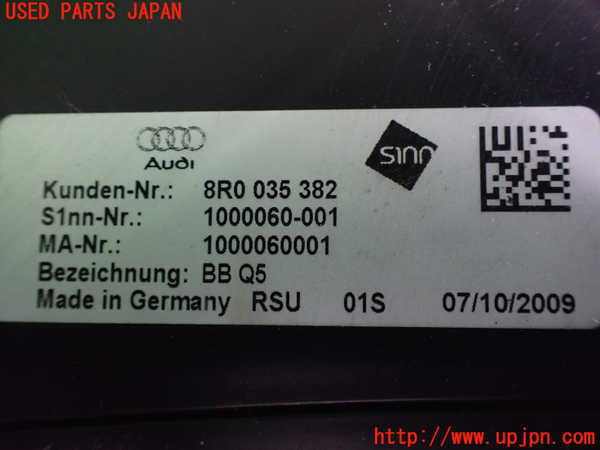 USED PARTS JAPAN
Audi
S1nn
Kunden-Nr.: 8R0 035 382
S1nn-Nr.: 1000060-001
MA-Nr.: 1000060001
Bezeichnung: BB Q5
Made in Germany RSU 01S 07/10/2009
http://www.upjpn.com/